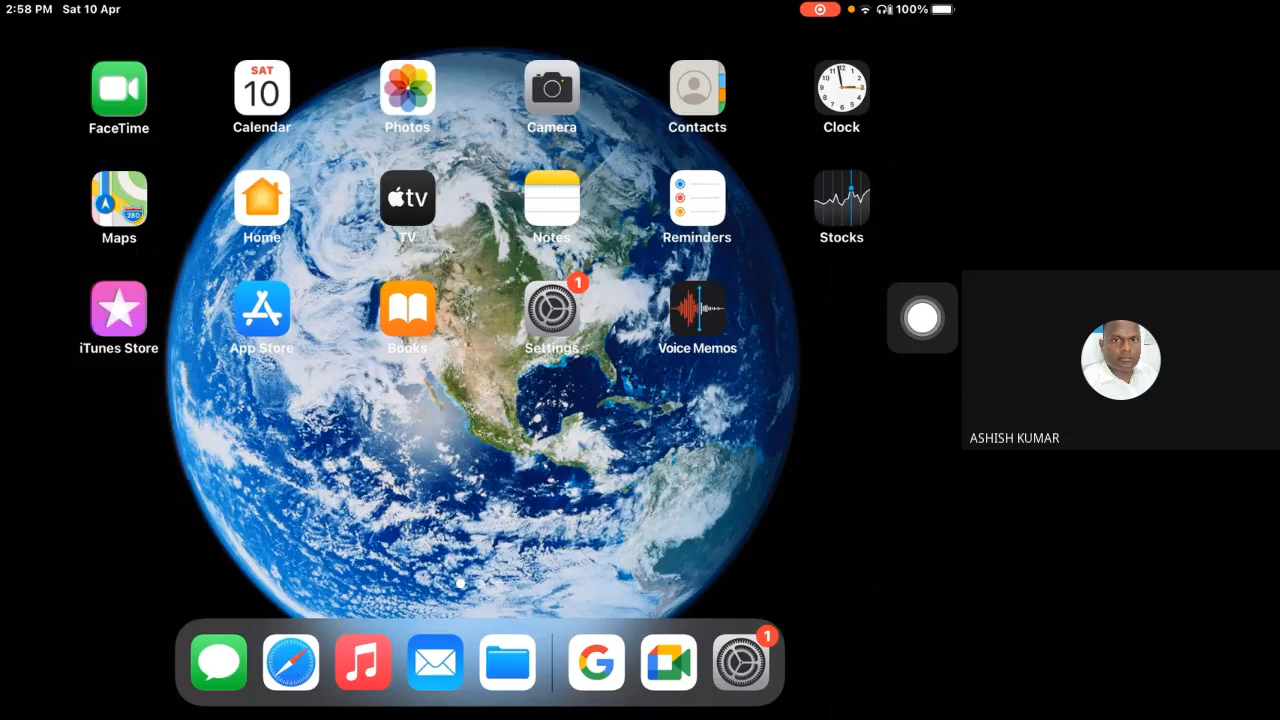 2:58 PM Sat 10 Apr
100%
SAT
10
FaceTime
Calendar
Photos
Camera
Contacts
Clock
280
tv
Maps
Home
TV
Notes
Reminders
Stocks
1
iTunes Store
App Store
Books
Settings
Voice Memos
ASHISH KUMAR
1